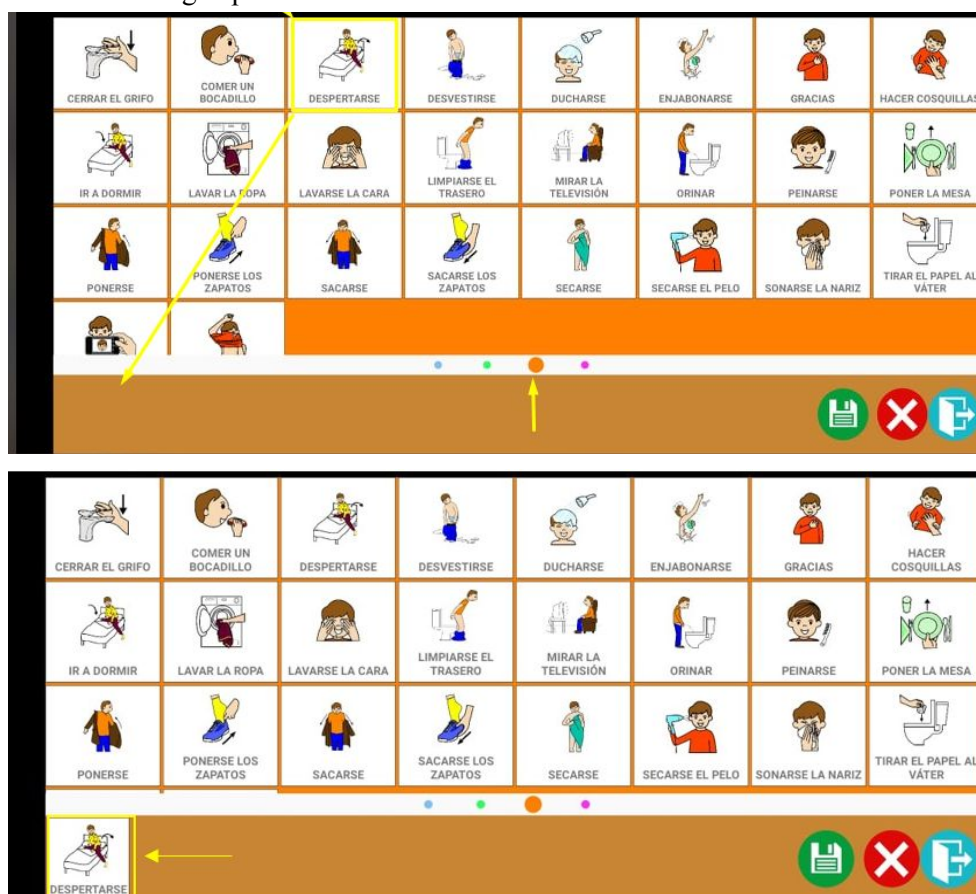 CERRAR EL GRIFO
COMER UN
BOCADILLO
DESPERTARSE
DESVESTIRSE
DUCHARSE
ENJABONARSE
GRACIAS
HACER COSQUILLAS
IR A DORMIR
LAVAR LA ROPA
LAVARSE LA CARA
LIMPIARSE EL
TRASERO
MIRAR LA
TELEVISIÓN
ORINAR
PEINARSE
PONER LA MESA
PONERSE
PONERSE LOS
ZAPATOS
SACARSE
SACARSE LOS
ZAPATOS
SECARSE
SECARSE EL PELO
SONARSE LA NARIZ
TIRAR EL PAPEL AL
VÁTER
CERRAR EL GRIFO
COMER UN
BOCADILLO
DESPERTARSE
DESVESTIRSE
DUCHARSE
ENJABONARSE
GRACIAS
HACER
COSQUILLAS
IR A DORMIR
LAVAR LA ROPA
LAVARSE LA CARA
LIMPIARSE EL
TRASERO
MIRAR LA
TELEVISIÓN
ORINAR
PEINARSE
PONER LA MESA
PONERSE
PONERSE LOS
ZAPATOS
SACARSE
SACARSE LOS
ZAPATOS
SECARSE
SECARSE EL PELO
SONARSE LA NARIZ
TIRAR EL PAPEL AL
VÁTER
DESPERTARSE